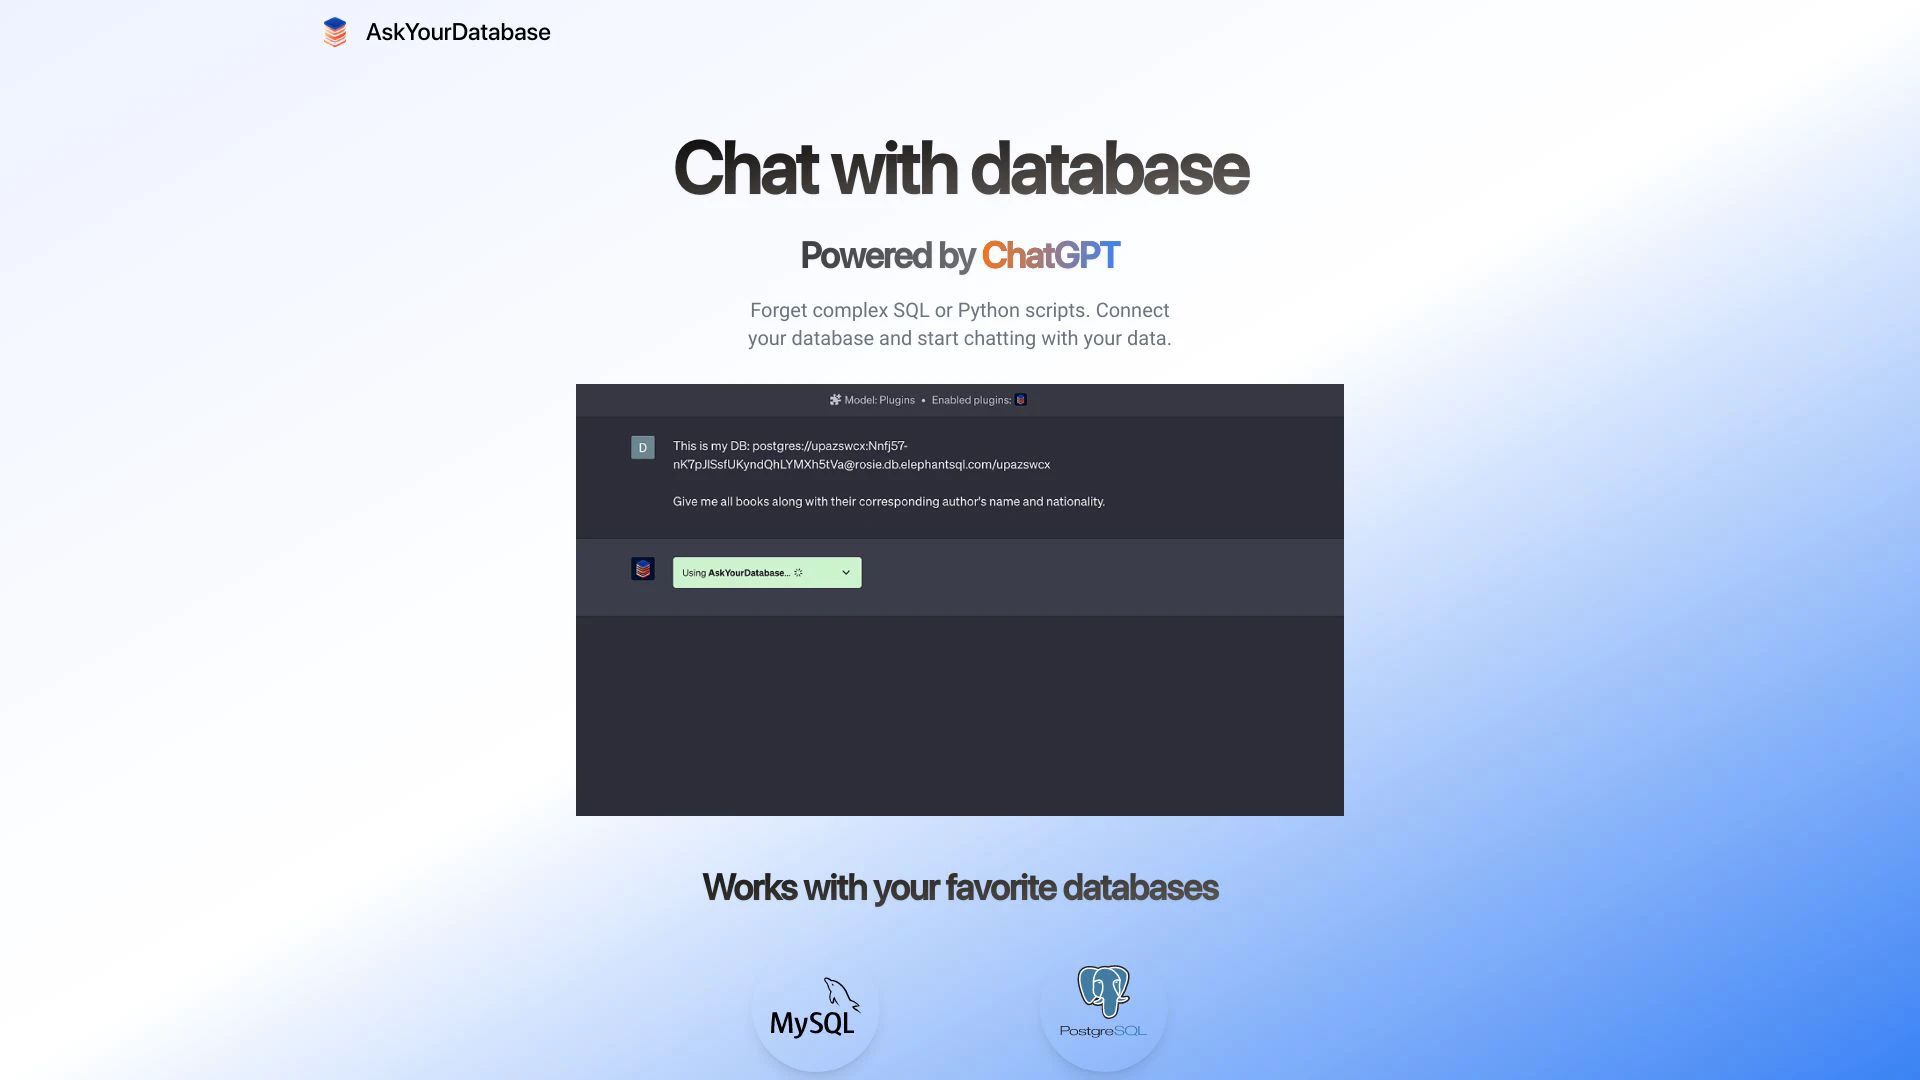 AskYourDatabase
Chat with database
Powered by ChatGPT
Forget complex SQL or Python scripts. Connect
your database and start chatting with your data.
Model: Plugins • Enabled plugins:
D
This is my DB: postgres://upazswcx:Nnfj57-
nK7pJlSsfUKyndQhLYMXh5tVa@rosie.db.elephantsql.com/upazswcx
Give me all books along with their corresponding author's name and nationality.
Using AskYourDatabase...
Works with your favorite databases
MySQL
PostgreSQL